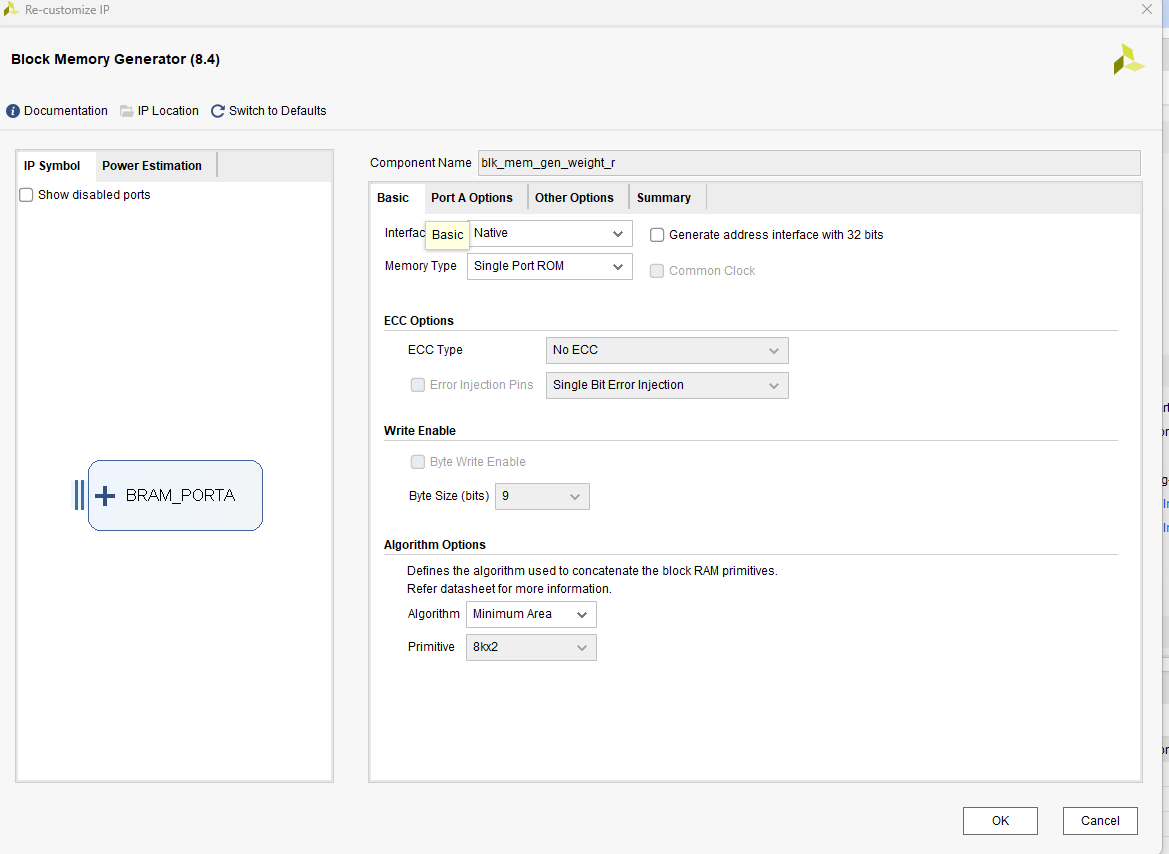 Re-customize IP
Block Memory Generator (8.4)
Documentation IP Location Switch to Defaults
IP Symbol Power Estimation
Show disabled ports
BRAM_PORTA
Component Name blk_mem_gen_weight_r
Basic Port A Options Other Options Summary
Interfac Native Generate address interface with 32 bits
Basic
Memory Type Single Port ROM Common Clock
ECC Options
ECC Type No ECC
Error Injection Pins Single Bit Error Injection
Write Enable
Byte Write Enable
Byte Size (bits) 9
Algorithm Options
Defines the algorithm used to concatenate the block RAM primitives.
Refer datasheet for more information.
Algorithm Minimum Area
Primitive 8kx2
OK Cancel